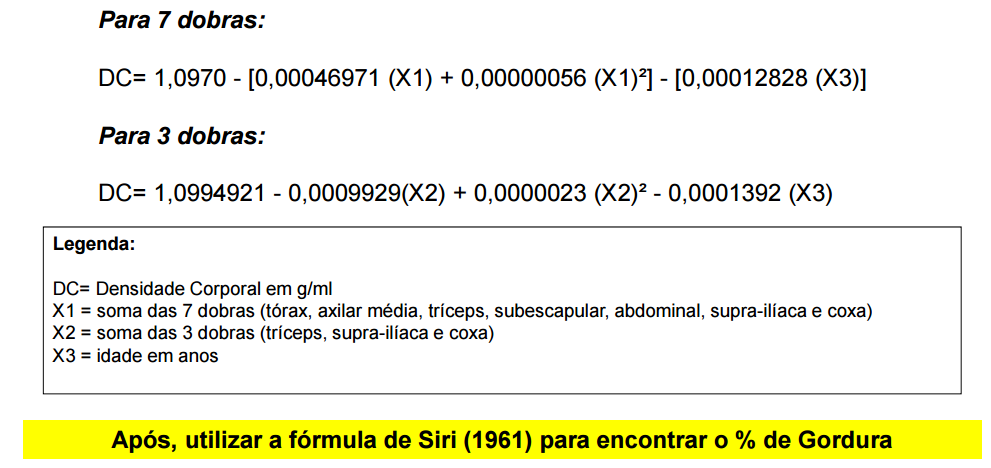 Para 7 dobras:
DC= 1,0970 - [0,00046971 (X1) + 0,00000056 (X1)²] - [0,00012828 (X3)]
Para 3 dobras:
DC= 1,0994921 - 0,0009929(X2) + 0,0000023 (X2)² - 0,0001392 (X3)
Legenda:
DC= Densidade Corporal em g/ml
X1 = soma das 7 dobras (tórax, axilar média, tríceps, subescapular, abdominal, supra-ilíaca e coxa)
X2 = soma das 3 dobras (tríceps, supra-ilíaca e coxa)
X3 = idade em anos
Após, utilizar a fórmula de Siri (1961) para encontrar o % de Gordura